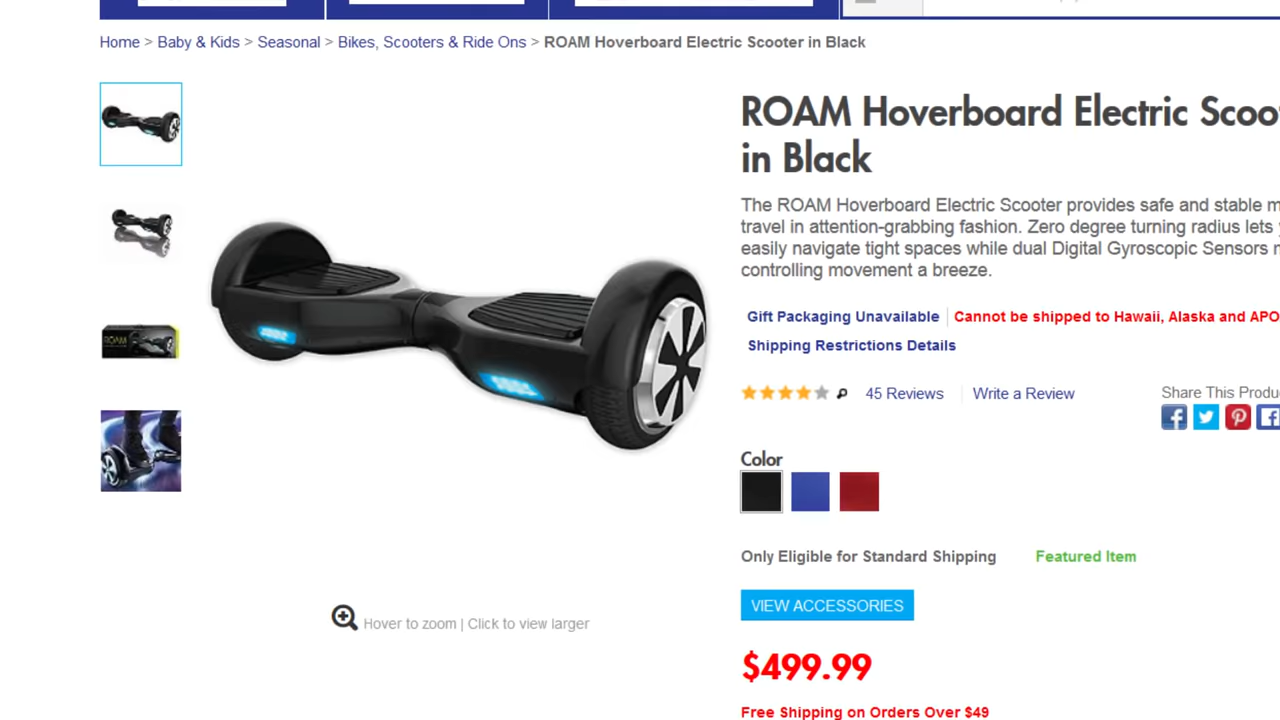 Home > Baby & Kids > Seasonal > Bikes, Scooters & Ride Ons > ROAM Hoverboard Electric Scooter in Black
ROAM Hoverboard Electric Scoo
in Black
The ROAM Hoverboard Electric Scooter provides safe and stable m
travel in attention-grabbing fashion. Zero degree turning radius lets
easily navigate tight spaces while dual Digital Gyroscopic Sensors
controlling movement a breeze.
Gift Packaging Unavailable Cannot be shipped to Hawaii, Alaska and APO
Shipping Restrictions Details
45 Reviews Write a Review Share This Produ
Color
Only Eligible for Standard Shipping Featured Item
VIEW ACCESSORIES
$499.99
Free Shipping on Orders Over $49
Hover to zoom | Click to view larger
ROAM